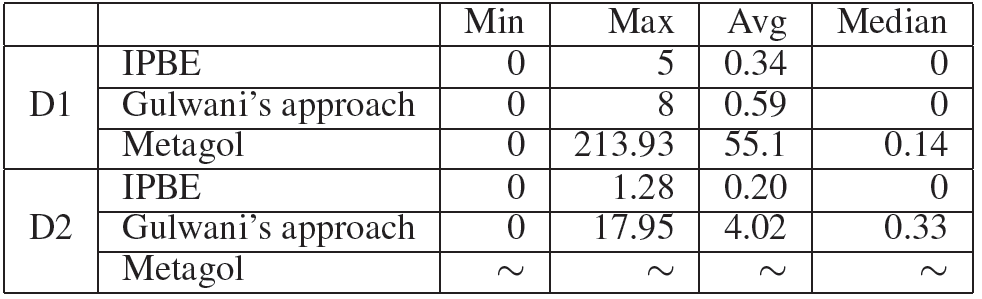 Min Max Avg Median
D1 IPBE 0 5 0.34 0
Gulwani's approach 0 8 0.59 0
Metagol 0 213.93 55.1 0.14
D2 IPBE 0 1.28 0.20 0
Gulwani's approach 0 17.95 4.02 0.33
Metagol ∼ ∼ ∼ ∼